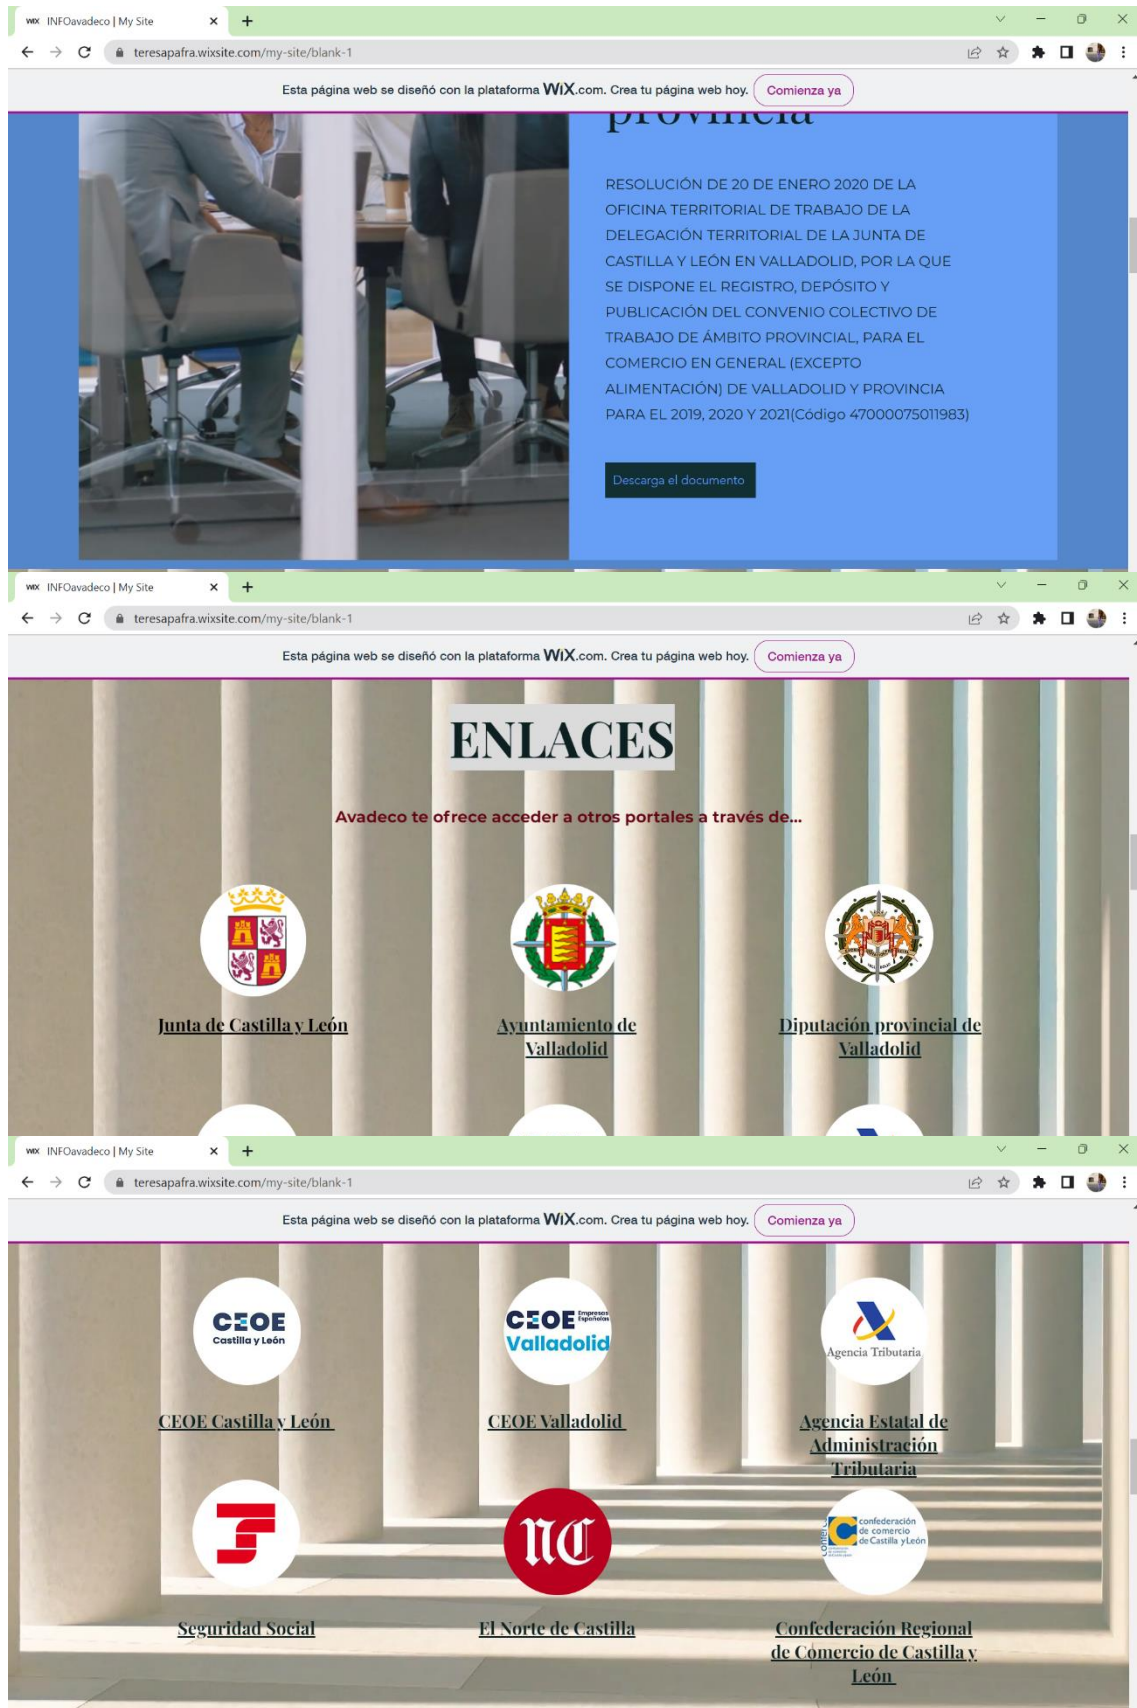 WiX INFOavadeco | My Site
teresapafra.wixsite.com/my-site/blank-1
Esta página web se diseñó con la plataforma WiX.com. Crea tu página web hoy. Comienza ya
provincia
RESOLUCIÓN DE 20 DE ENERO 2020 DE LA
OFICINA TERRITORIAL DE TRABAJO DE LA
DELEGACIÓN TERRITORIAL DE LA JUNTA DE
CASTILLA Y LEÓN EN VALLADOLID, POR LA QUE
SE DISPONE EL REGISTRO, DEPÓSITO Y
PUBLICACIÓN DEL CONVENIO COLECTIVO DE
TRABAJO DE ÁMBITO PROVINCIAL, PARA EL
COMERCIO EN GENERAL (EXCEPTO
ALIMENTACIÓN) DE VALLADOLID Y PROVINCIA
PARA EL 2019, 2020 Y 2021(Código 47000075011983)
Descarga el documento
WiX INFOavadeco | My Site
teresapafra.wixsite.com/my-site/blank-1
Esta página web se diseñó con la plataforma WiX.com. Crea tu página web hoy. Comienza ya
ENLACES
Avadeco te ofrece acceder a otros portales a través de...
Junta de Castilla y León
Ayuntamiento de
Valladolid
Diputación provincial de
Valladolid
WiX INFOavadeco | My Site
teresapafra.wixsite.com/my-site/blank-1
Esta página web se diseñó con la plataforma WiX.com. Crea tu página web hoy. Comienza ya
CEOE
Castilla y León
CEOE Empresas
Españolas
Valladolid
Agencia Tributaria
CEOE Castilla y León
CEOE Valladolid
Agencia Estatal de
Administración
Tributaria
NC
confederación
de comercio
de Castilla y León
Seguridad Social
El Norte de Castilla
Confederación Regional
de Comercio de Castilla y
León